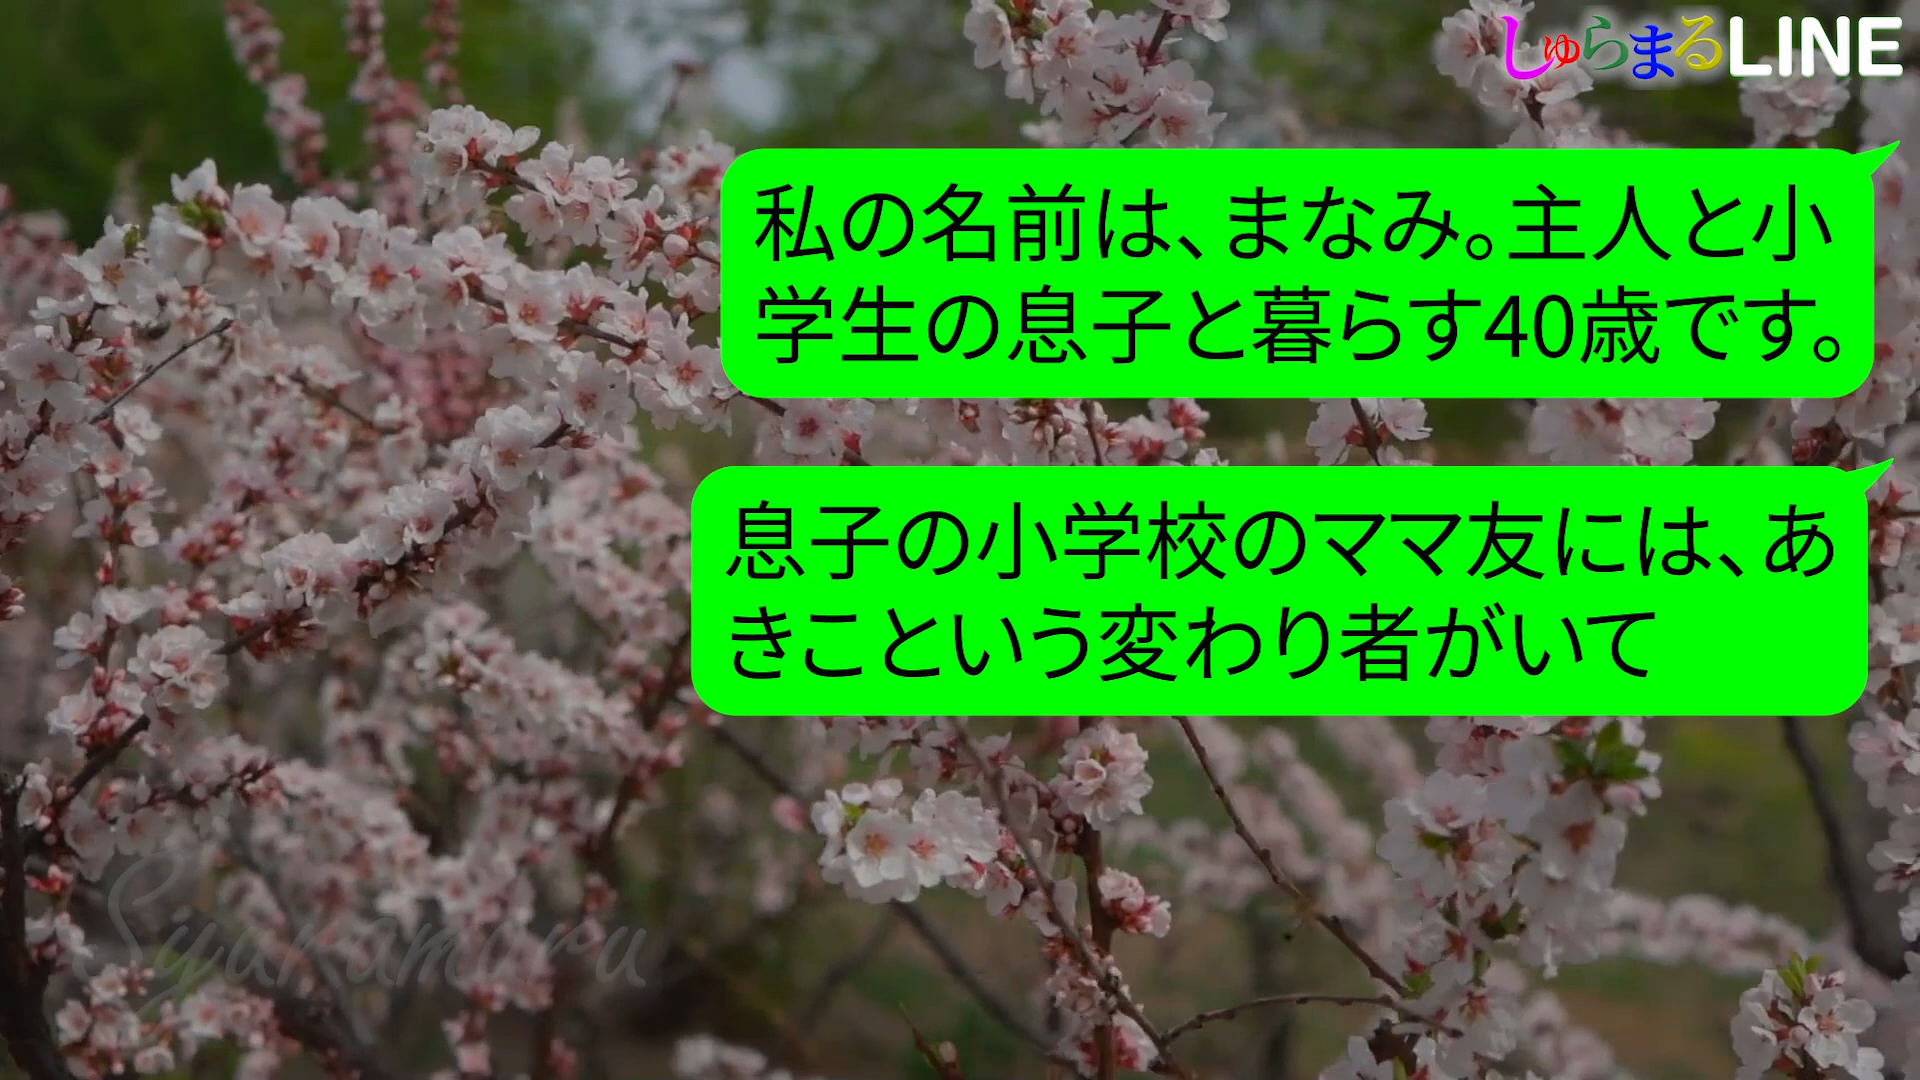 しゅらまるLINE
私の名前は、まなみ。主人と小
学生の息子と暮らす40歳です。
息子の小学校のママ友には、あ
きこという変わり者がいて
Syuramaru